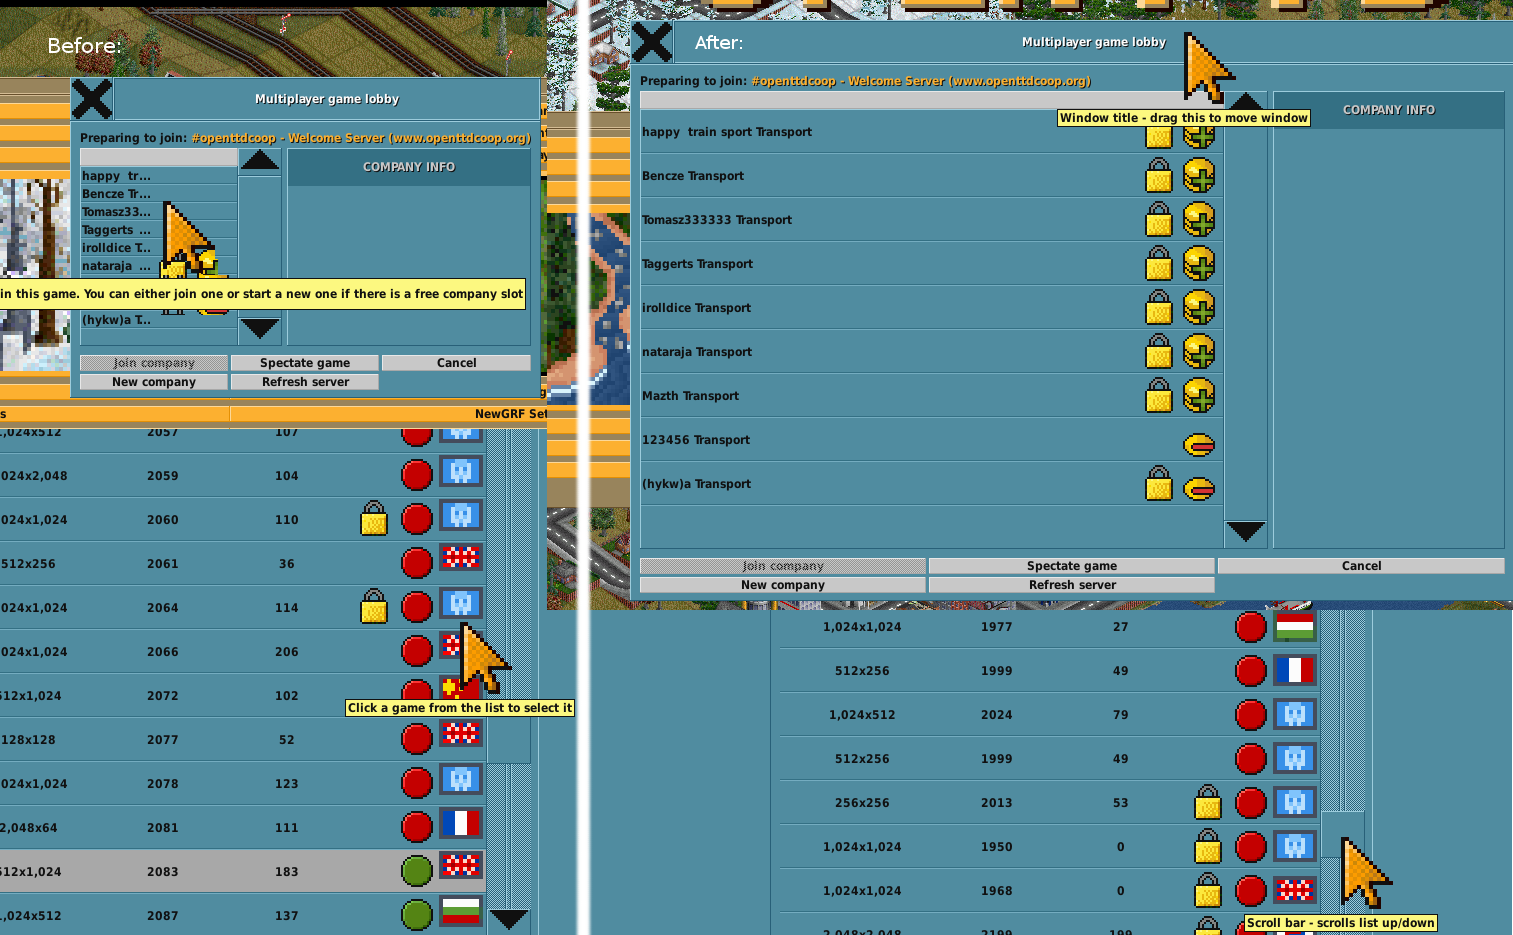 Before:
Multiplayer game lobby
Preparing to join: #openttdcoop - Welcome Server (www.openttdcoop.org)
COMPANY INFO
happy tr...
Bencze Tr...
Tomasz33...
Taggerts ...
irolldice T...
nataraja ...
in this game. You can either join one or start a new one if there is a free company slot
(hykw)a T...
Join company
Spectate game
Cancel
New company
Refresh server
s
NewGRF Set
1,024x512 2057 107
024x2,048 2059 104
024x1,024 2060 110
512x256 2061 36
024x1,024 2064 114
024x1,024 2066 206
512x1,024 2072 102
Click a game from the list to select it
128x128 2077 52
024x1,024 2078 123
2,048x64 2081 111
512x1,024 2083 183
1,024x512 2087 137
After:
Multiplayer game lobby
Preparing to join: #openttdcoop - Welcome Server (www.openttdcoop.org)
Window title - drag this to move window
COMPANY INFO
happy train sport Transport
Bencze Transport
Tomasz333333 Transport
Taggerts Transport
irolldice Transport
nataraja Transport
Mazth Transport
123456 Transport
(hykw)a Transport
Join company
Spectate game
Cancel
New company
Refresh server
1,024x1,024 1977 27
512x256 1999 49
1,024x512 2024 79
512x256 1999 49
256x256 2013 53
1,024x1,024 1950 0
1,024x1,024 1968 0
Scroll bar - scrolls list up/down
2,048x2,048 2199 199